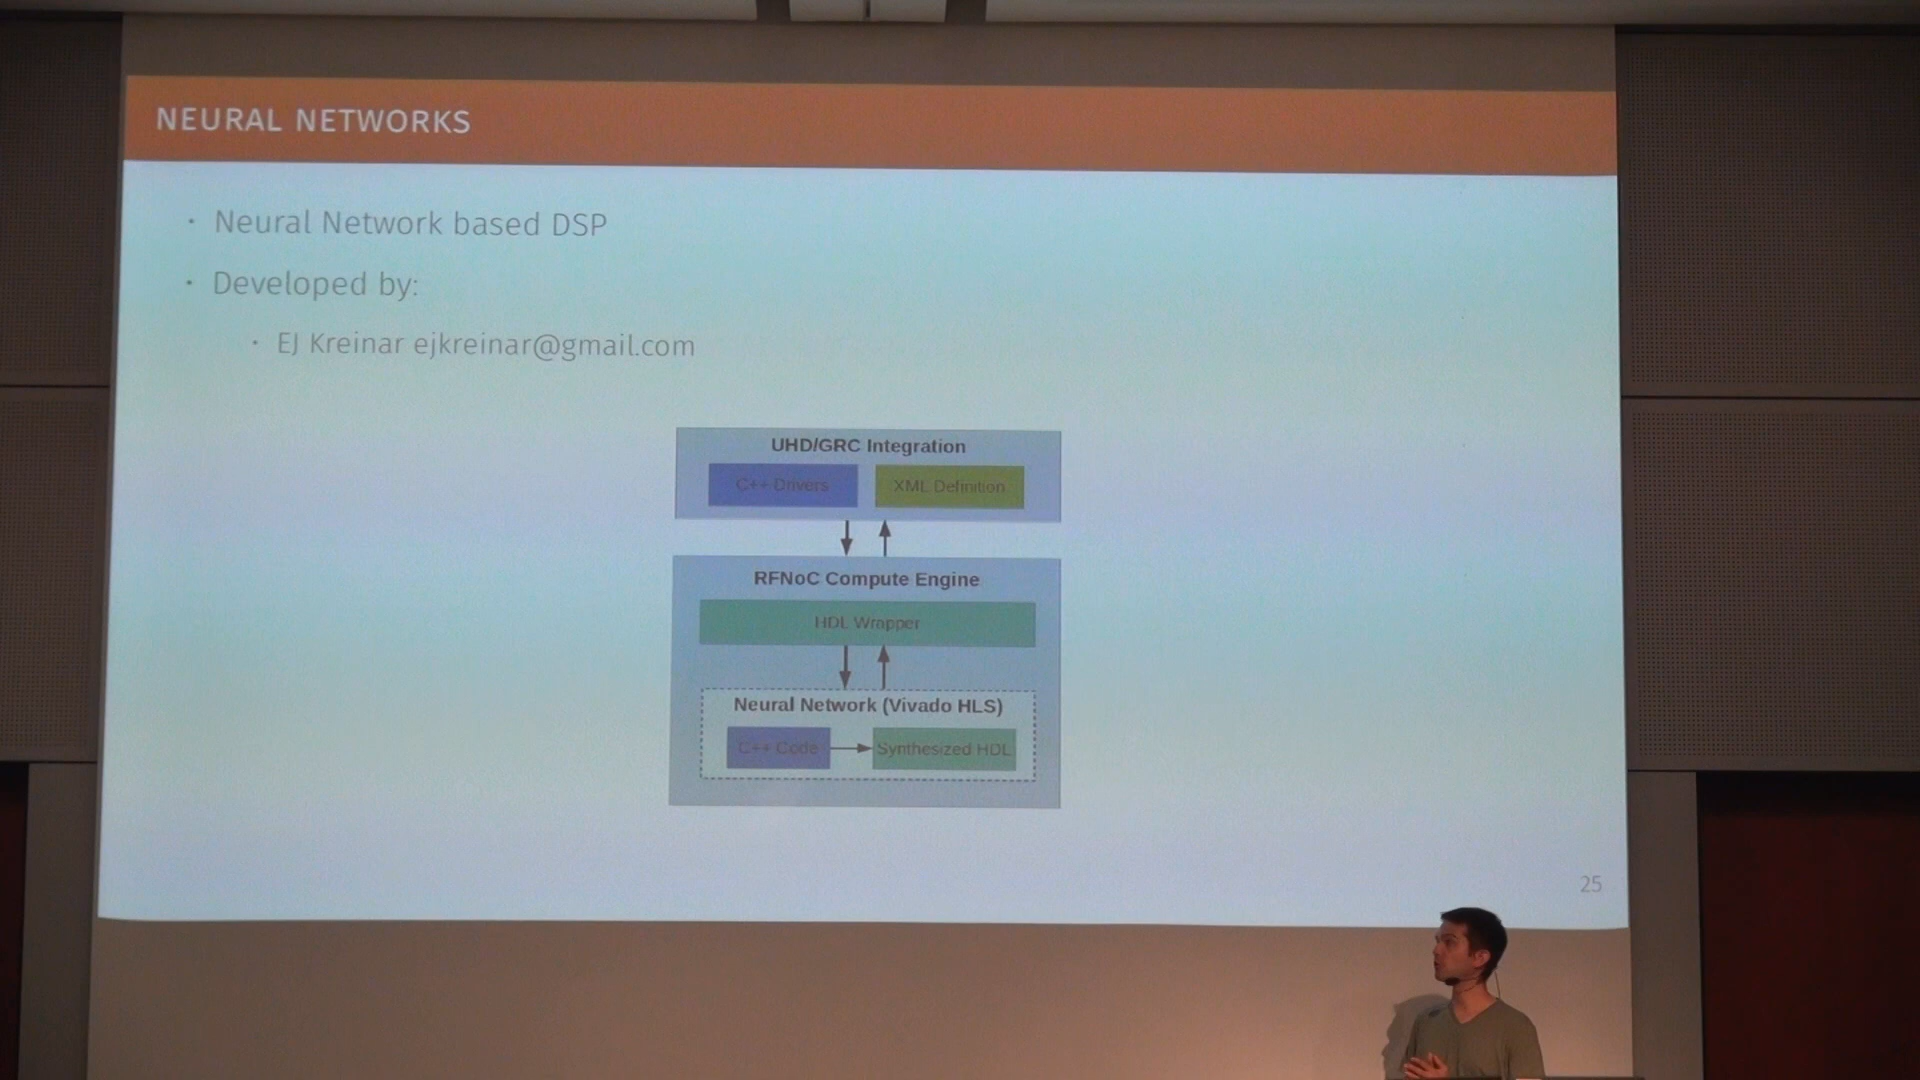 NEURAL NETWORKS
· Neural Network based DSP
· Developed by:
· EJ Kreinar ejkreinar@gmail.com
UHD/GRC Integration
C++ Drivers
XML Definition
RFNoC Compute Engine
HDL Wrapper
Neural Network (Vivado HLS)
C++ Code
Synthesized HDL
25